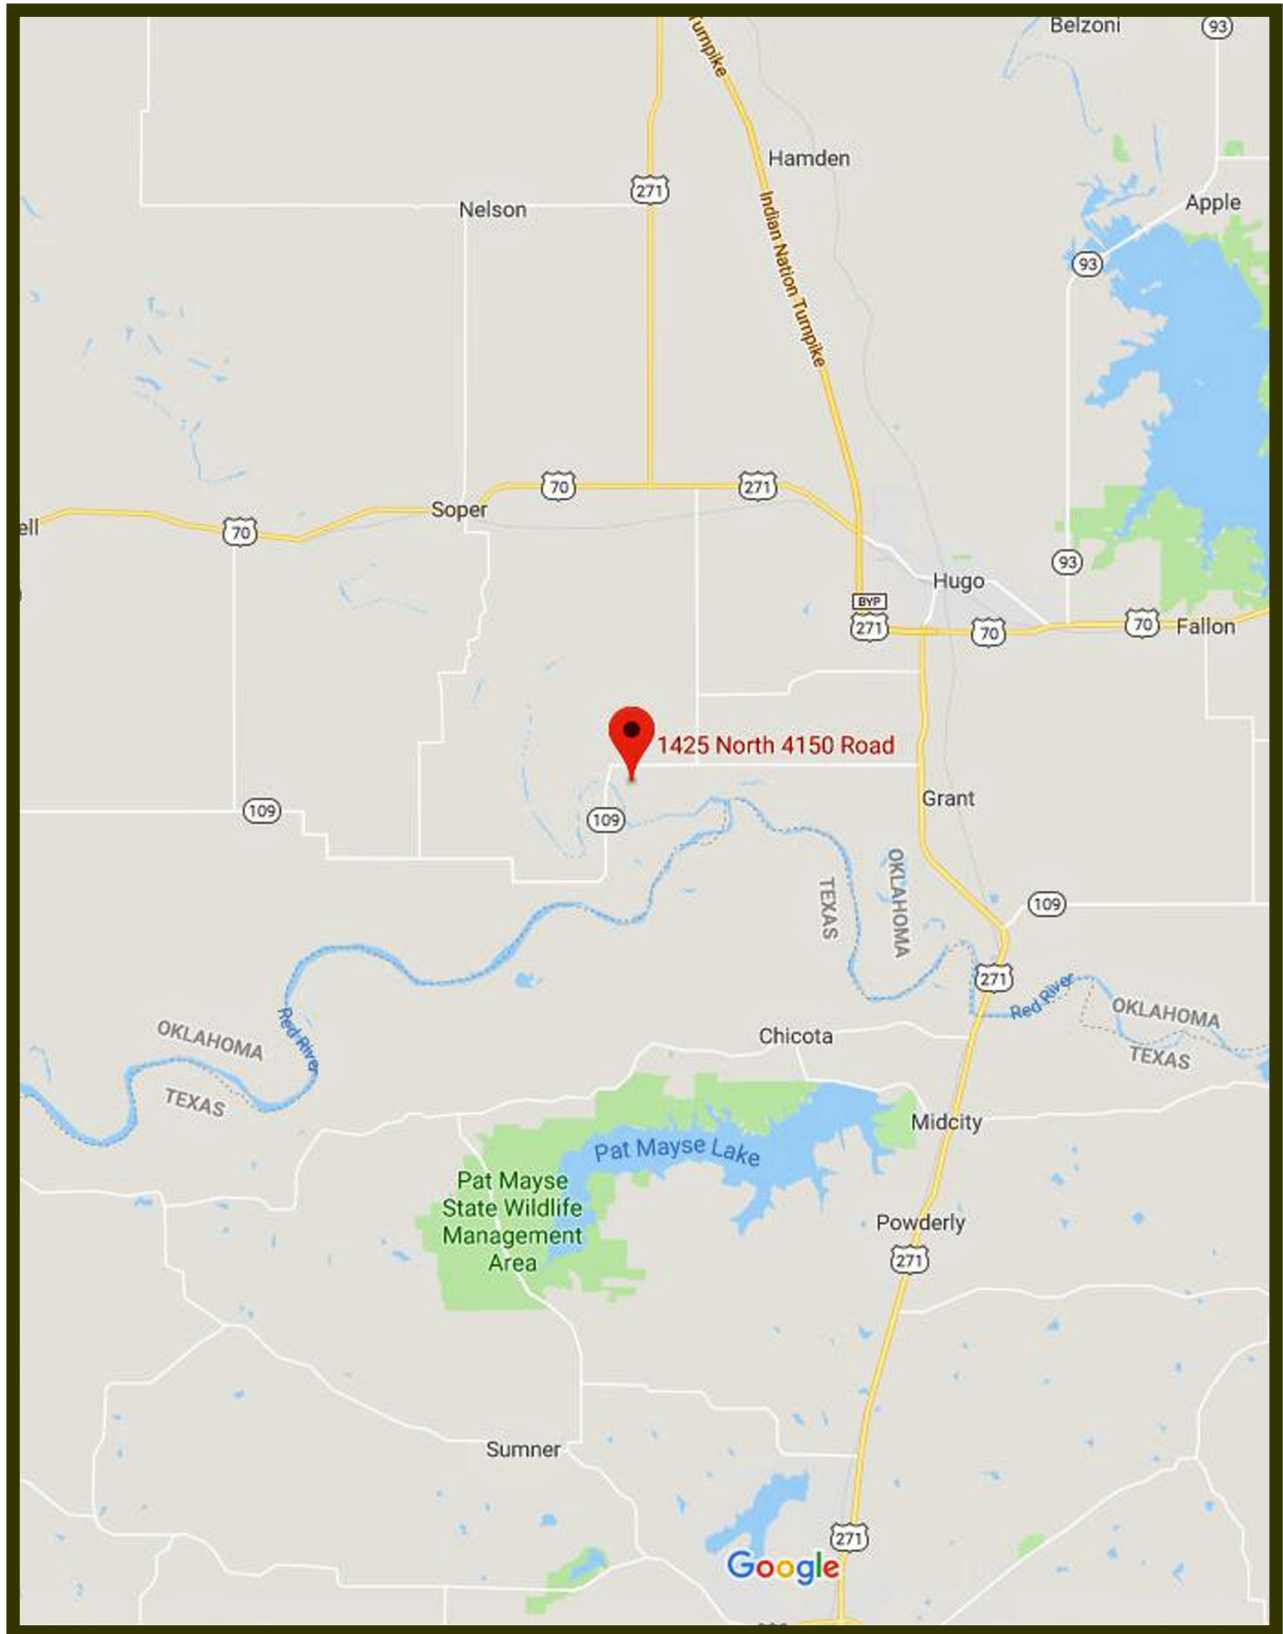 Turnpike
Belzoni
93
Hamden
271
Nelson
Apple
Indian Nation Turnpike
93
70
271
Soper
ell
70
93
Hugo
BYP
271
70
70
Fallon
1425 North 4150 Road
Grant
109
109
OKLAHOMA
TEXAS
109
271
Red River
OKLAHOMA
TEXAS
Red River
OKLAHOMA
TEXAS
Chicota
Midcity
Pat Mayse Lake
Pat Mayse
State Wildlife
Management
Area
Powderly
271
Sumner
271
Google